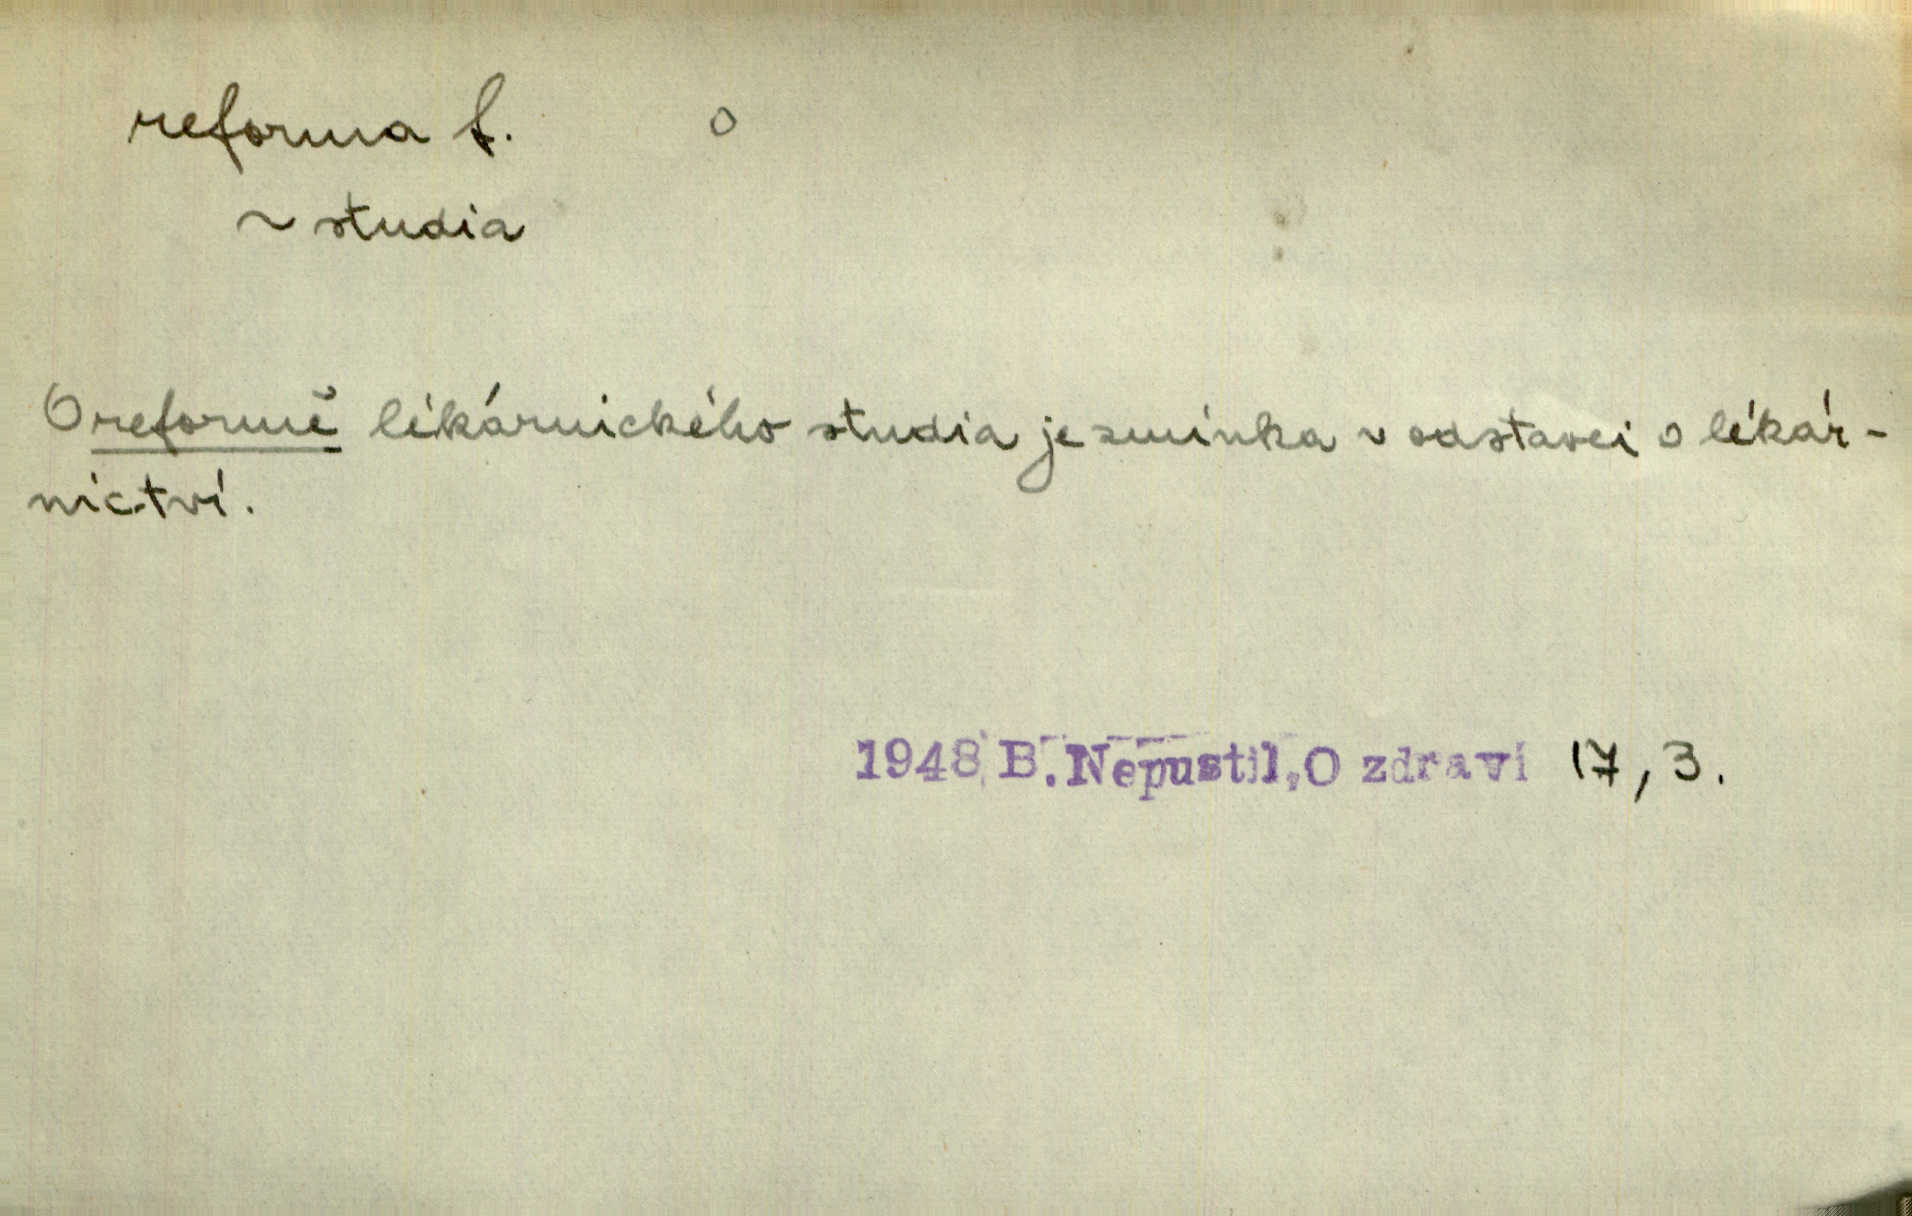 reforma f. o
~ studia
O reformě lékárnického studia je zmínka v odstavci o lékár-
nictví.
1948 B. Nepustil, O zdraví 17, 3.